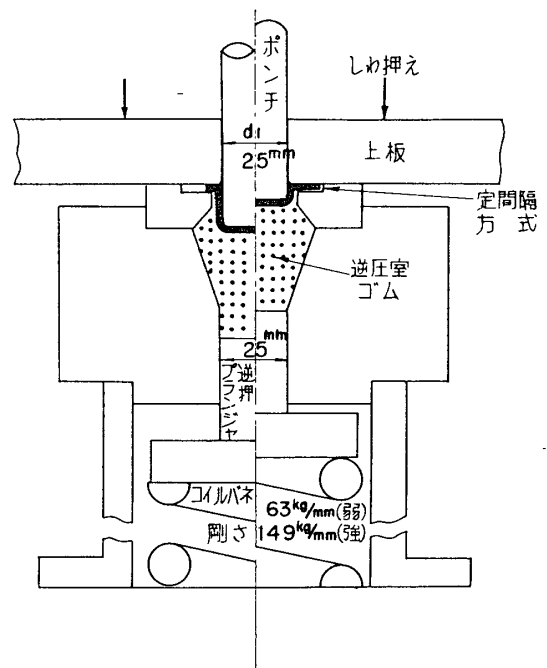 ポンチ
しわ押え
d1
25mm
上板
定間隔
方式
逆圧室
ゴム
25mm
逆押
プランジャ
コイルバネ
63kg/mm(弱)
剛さ 149kg/mm(強)